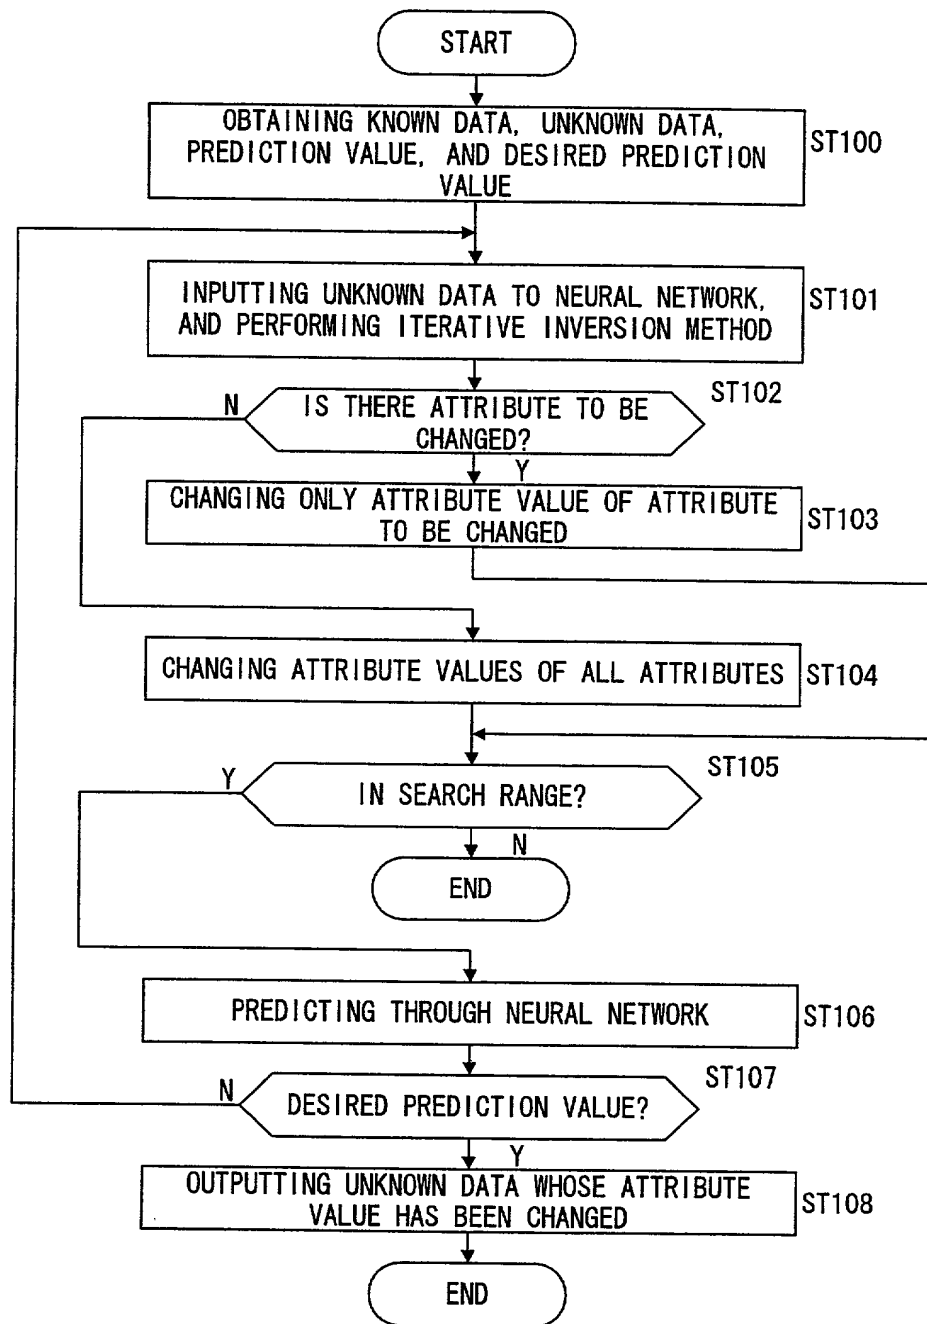 START
OBTAINING KNOWN DATA, UNKNOWN DATA,
PREDICTION VALUE, AND DESIRED PREDICTION
VALUE
ST100
INPUTTING UNKNOWN DATA TO NEURAL NETWORK,
AND PERFORMING ITERATIVE INVERSION METHOD
ST101
N
IS THERE ATTRIBUTE TO BE
CHANGED?
ST102
Y
CHANGING ONLY ATTRIBUTE VALUE OF ATTRIBUTE
TO BE CHANGED
ST103
CHANGING ATTRIBUTE VALUES OF ALL ATTRIBUTES
ST104
Y
IN SEARCH RANGE?
ST105
N
END
PREDICTING THROUGH NEURAL NETWORK
ST106
N
DESIRED PREDICTION VALUE?
ST107
Y
OUTPUTTING UNKNOWN DATA WHOSE ATTRIBUTE
VALUE HAS BEEN CHANGED
ST108
END